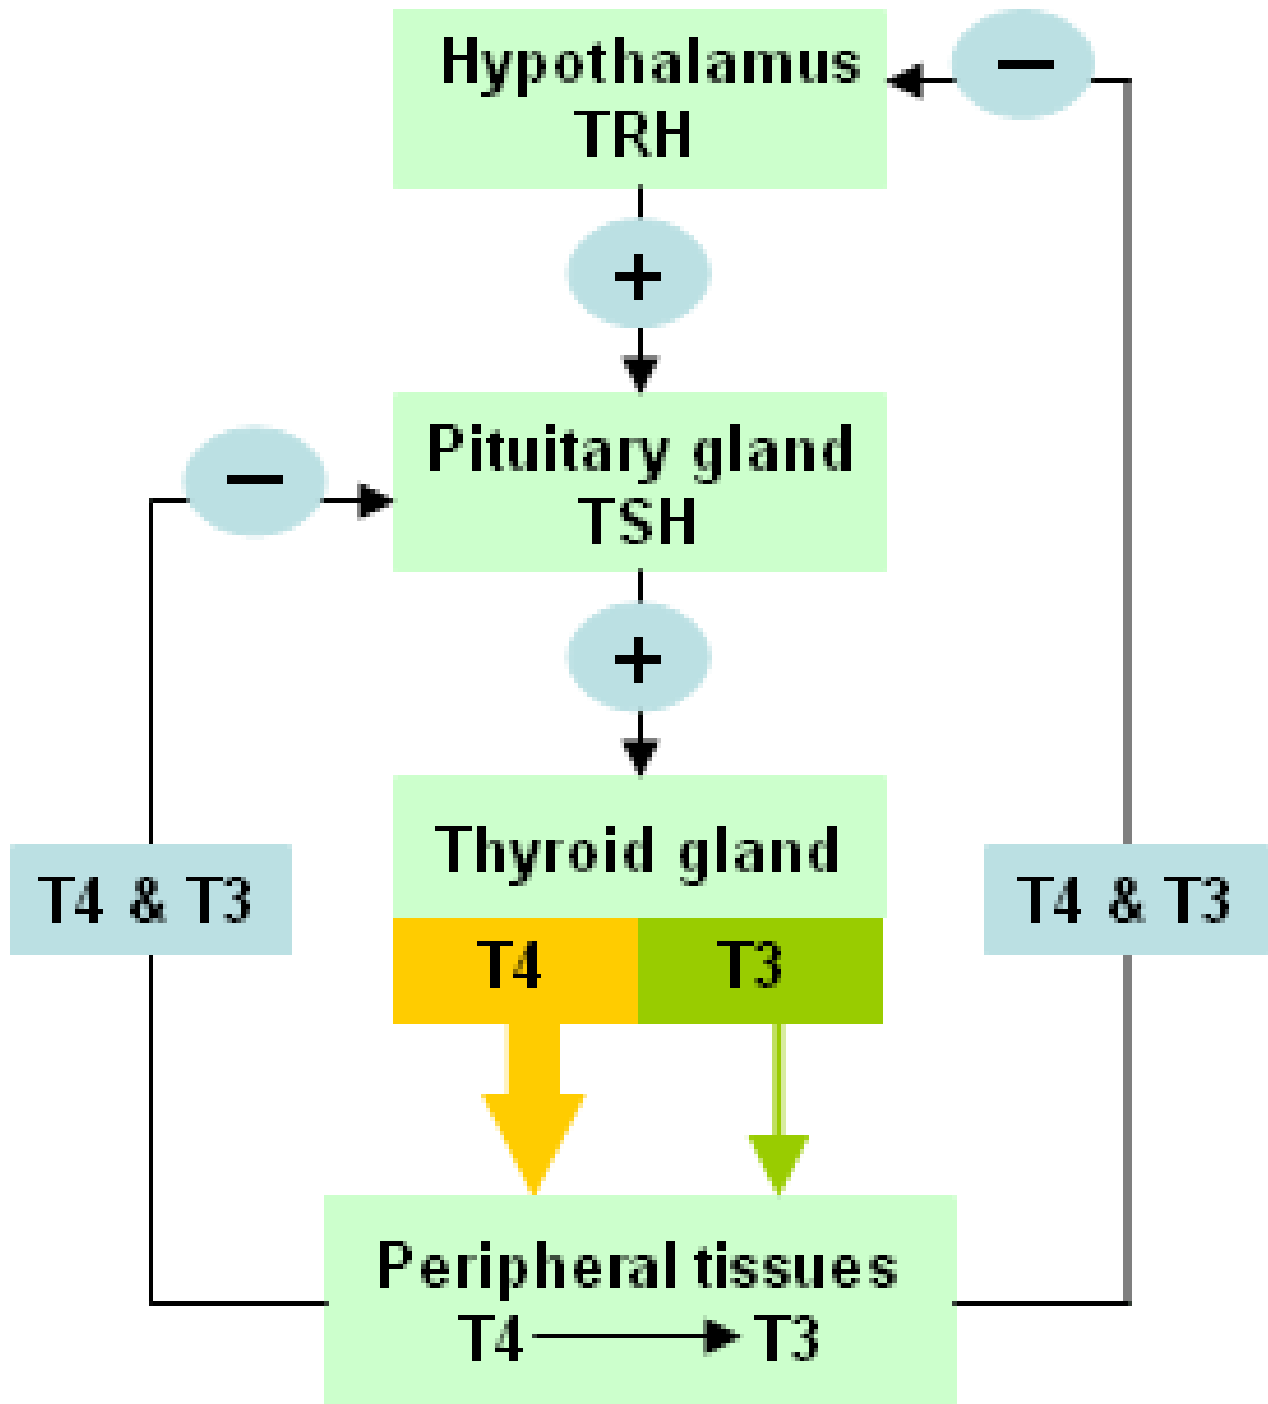 Hypothalamus
TRH
−
+
Pituitary gland
TSH
−
+
Thyroid gland
T4 & T3
T4
T3
T4 & T3
Peripheral tissues
T4 → T3